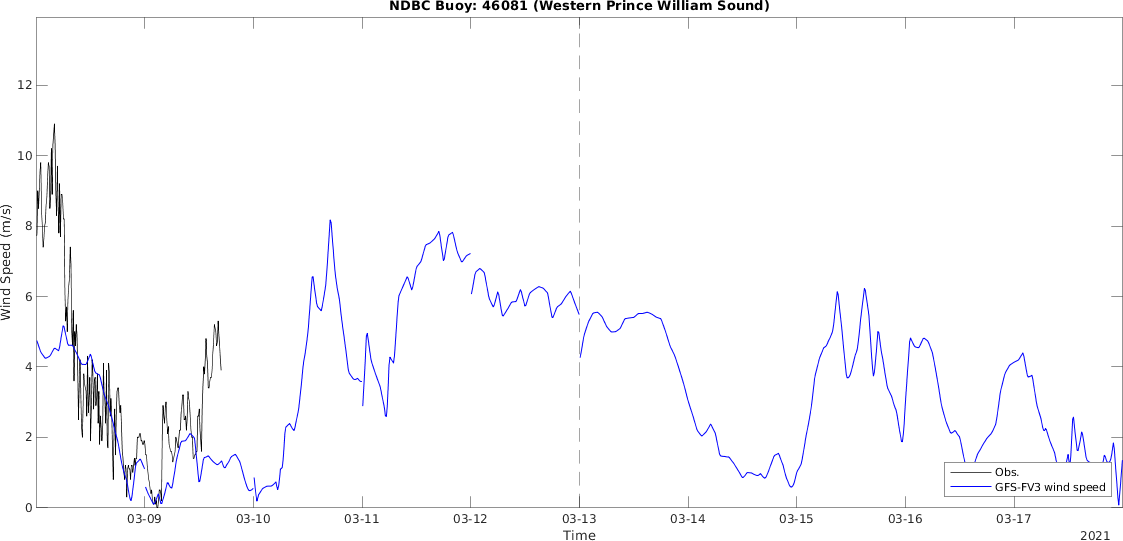 NDBC Buoy: 46081 (Western Prince William Sound)
Wind Speed (m/s)
12
10
8
6
4
2
0
03-09 03-10 03-11 03-12 03-13 03-14 03-15 03-16 03-17
Time
2021
Obs.
GFS-FV3 wind speed